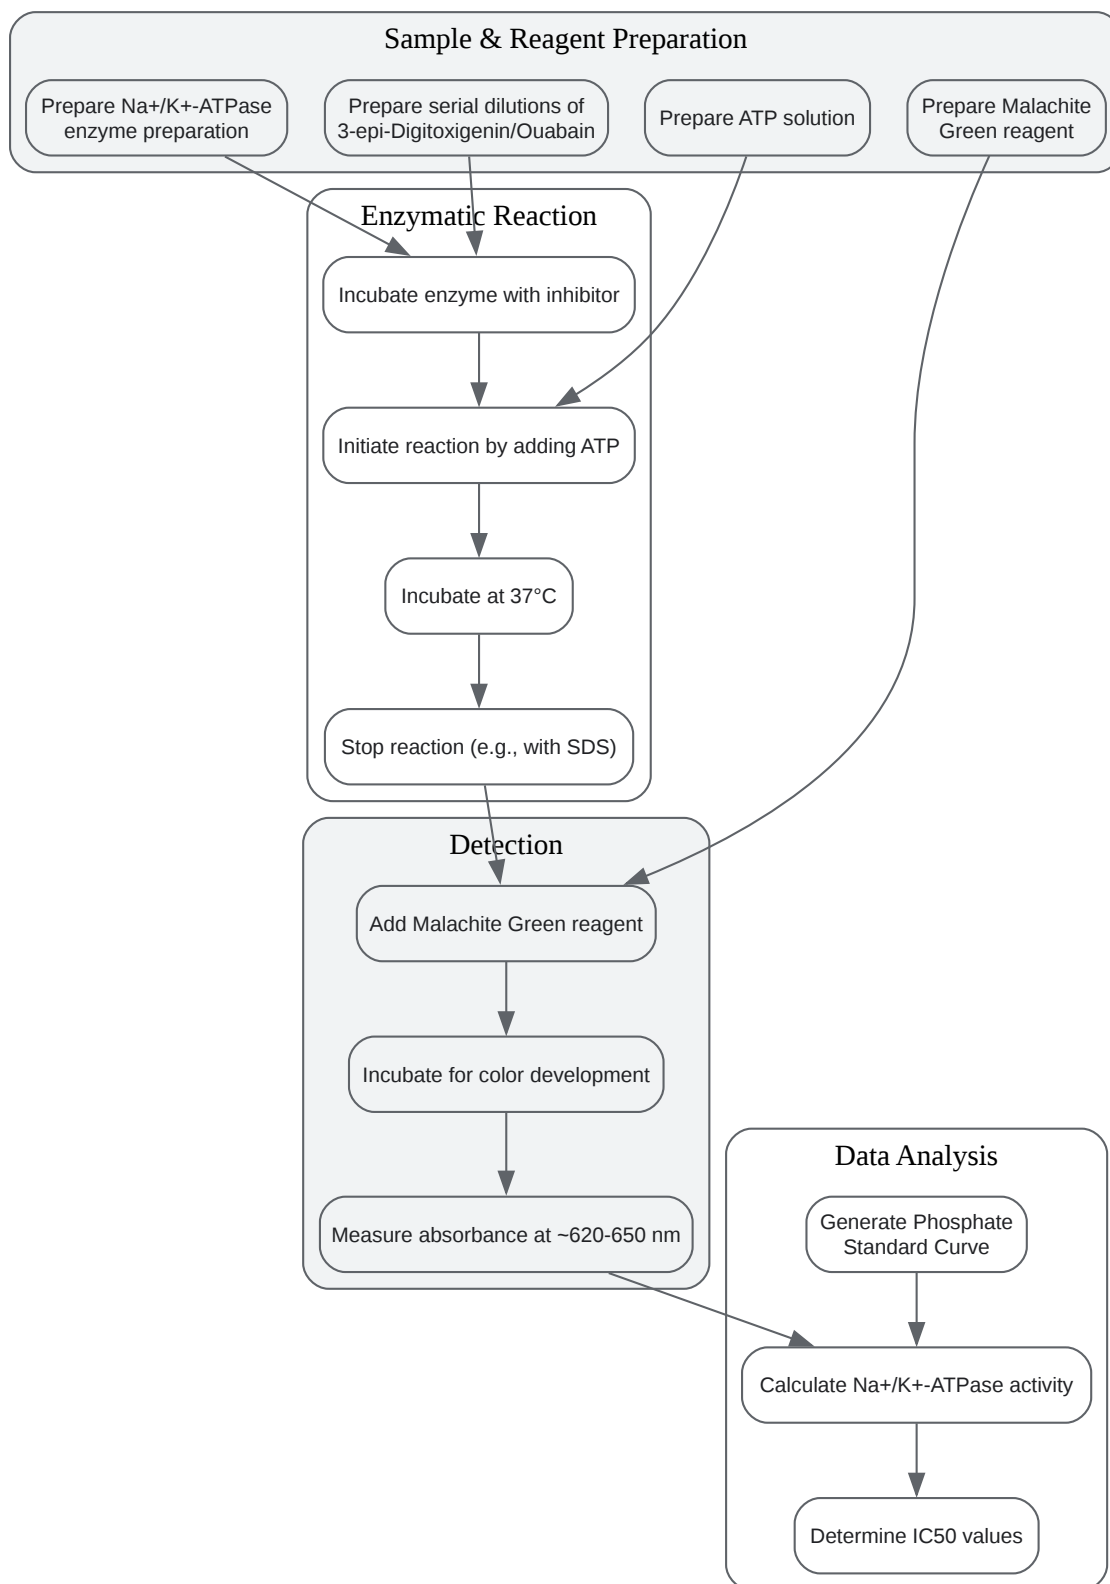 Sample & Reagent Preparation
Prepare Na+/K+-ATPase
enzyme preparation
Prepare serial dilutions of
3-epi-Digitoxigenin/Ouabain
Prepare ATP solution
Prepare Malachite
Green reagent
Enzymatic Reaction
Incubate enzyme with inhibitor
Initiate reaction by adding ATP
Incubate at 37°C
Stop reaction (e.g., with SDS)
Detection
Add Malachite Green reagent
Incubate for color development
Measure absorbance at ~620-650 nm
Data Analysis
Generate Phosphate
Standard Curve
Calculate Na+/K+-ATPase activity
Determine IC50 values